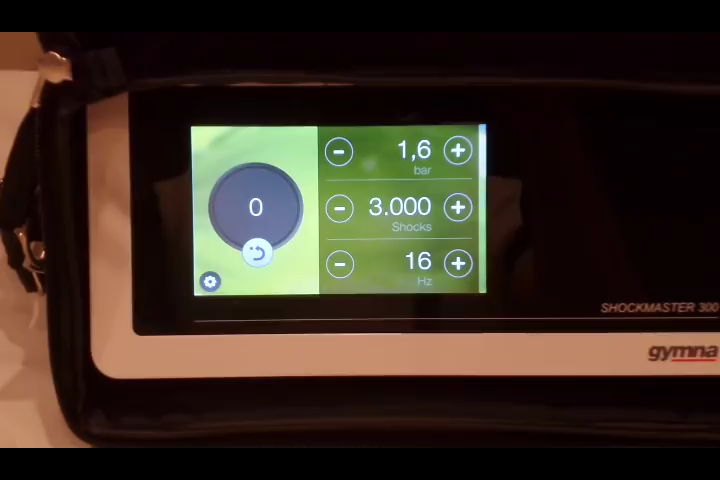 0
1,6
bar
3.000
Shocks
16
Hz
SHOCKMASTER 300
gymna